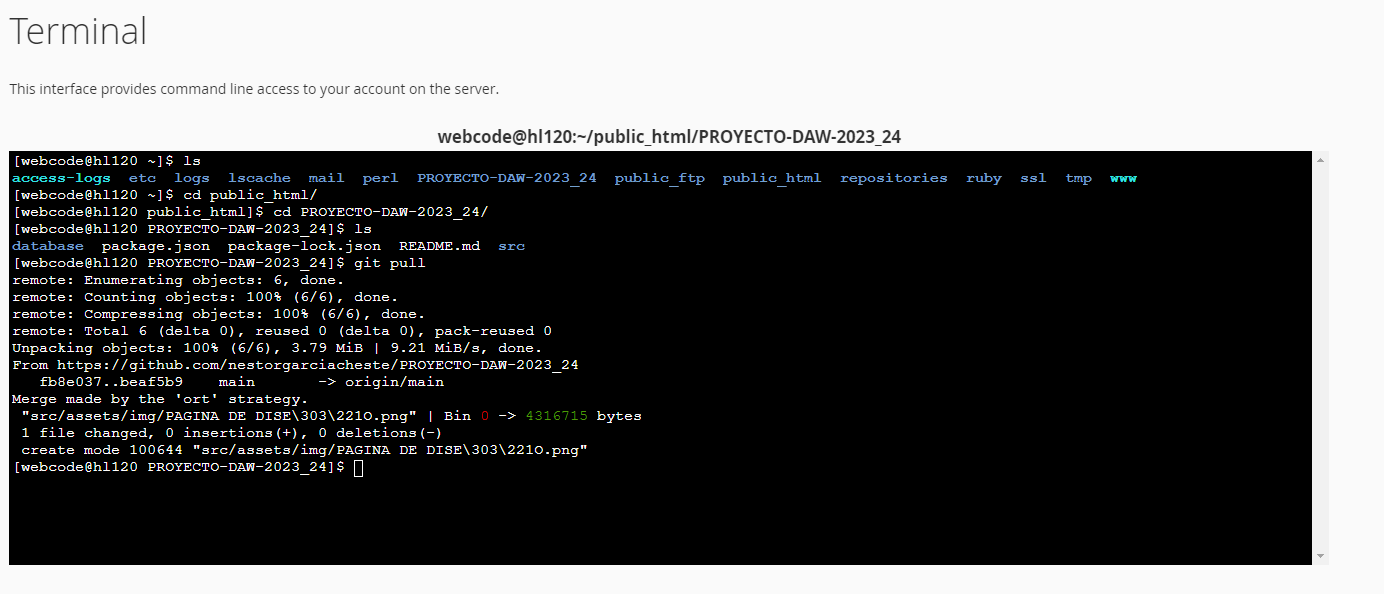 Terminal
This interface provides command line access to your account on the server.
webcode@hl120:~/public_html/PROYECTO-DAW-2023_24
[webcode@hl120 ~]$ ls
access-logs  etc  logs  lscache  mail  perl  PROYECTO-DAW-2023_24  public_ftp  public_html  repositories  ruby  ssl  tmp  www
[webcode@hl120 ~]$ cd public_html/
[webcode@hl120 public_html]$ cd PROYECTO-DAW-2023_24/
[webcode@hl120 PROYECTO-DAW-2023_24]$ ls
database  package.json  package-lock.json  README.md  src
[webcode@hl120 PROYECTO-DAW-2023_24]$ git pull
remote: Enumerating objects: 6, done.
remote: Counting objects: 100% (6/6), done.
remote: Compressing objects: 100% (6/6), done.
remote: Total 6 (delta 0), reused 0 (delta 0), pack-reused 0
Unpacking objects: 100% (6/6), 3.79 MiB | 9.21 MiB/s, done.
From https://github.com/nestorgarciacheste/PROYECTO-DAW-2023_24
   fb8e037..beaf5b9    main       -> origin/main
Merge made by the 'ort' strategy.
 "src/assets/img/PAGINA DE DISE\303\221O.png" | Bin 0 -> 4316715 bytes
 1 file changed, 0 insertions(+), 0 deletions(-)
 create mode 100644 "src/assets/img/PAGINA DE DISE\303\221O.png"
[webcode@hl120 PROYECTO-DAW-2023_24]$